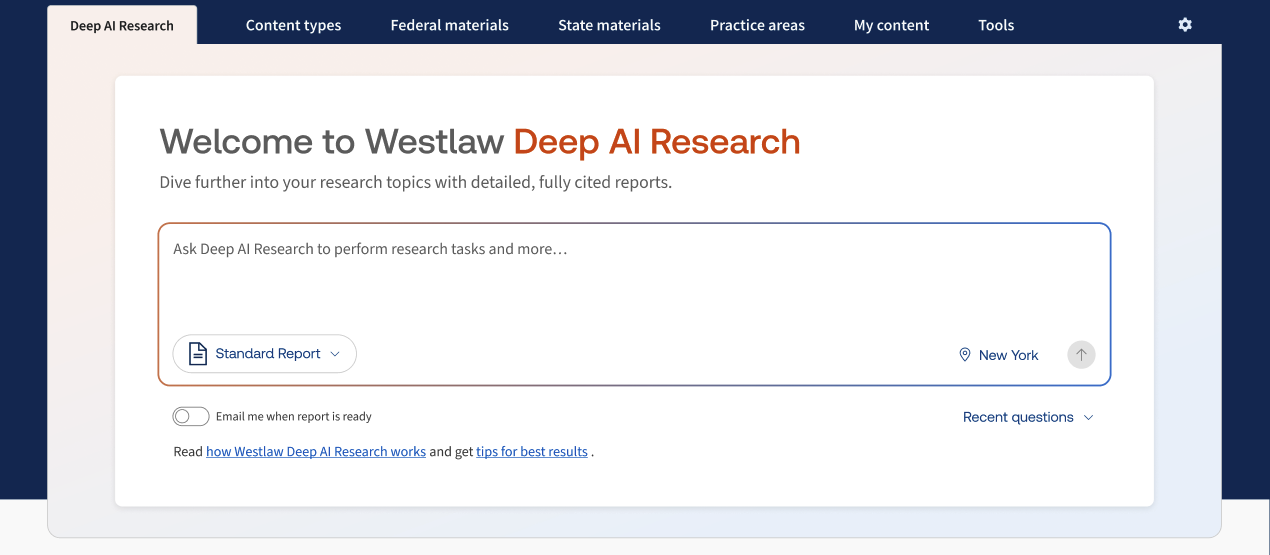 Deep AI Research Content types Federal materials State materials Practice areas My content Tools
Welcome to Westlaw Deep AI Research
Dive further into your research topics with detailed, fully cited reports.
Ask Deep AI Research to perform research tasks and more…
Standard Report New York
Email me when report is ready Recent questions
Read how Westlaw Deep AI Research works and get tips for best results .